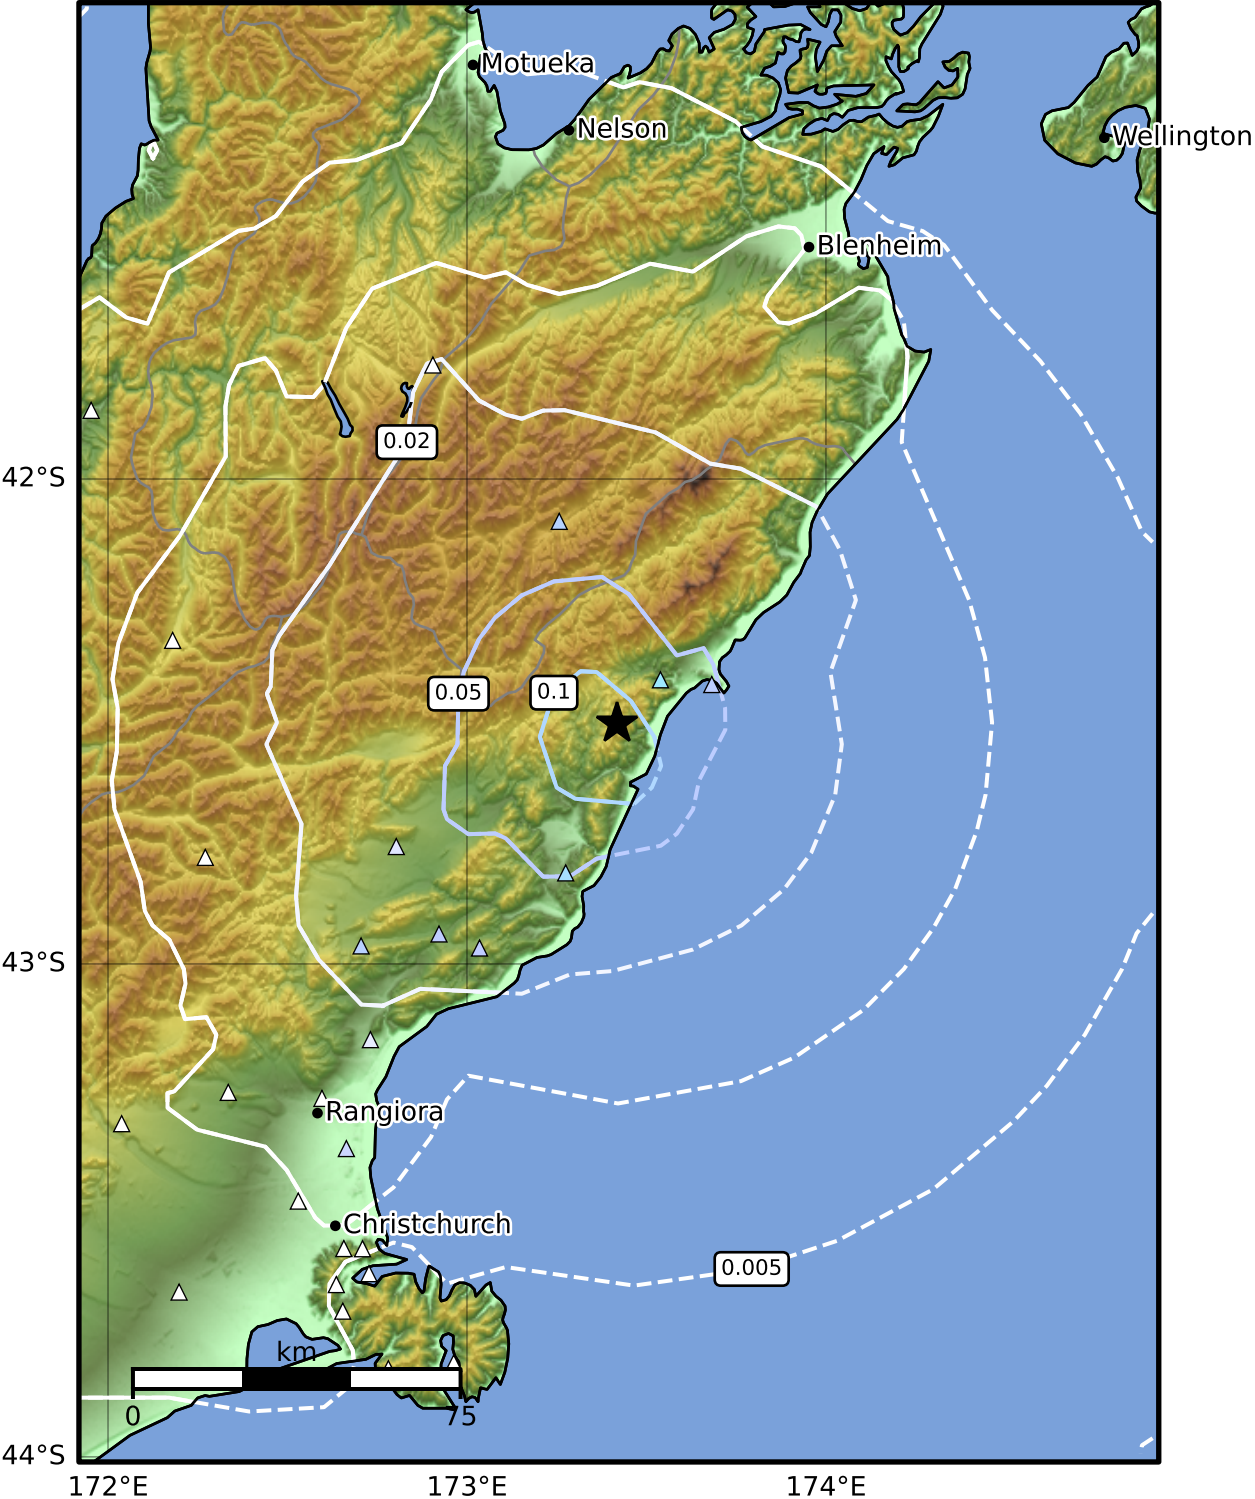 Motueka
Nelson
Wellington
Blenheim
0.02
42°S
0.05
0.1
43°S
Rangiora
Christchurch
0.005
km
0
75
44°S
172°E
173°E
174°E